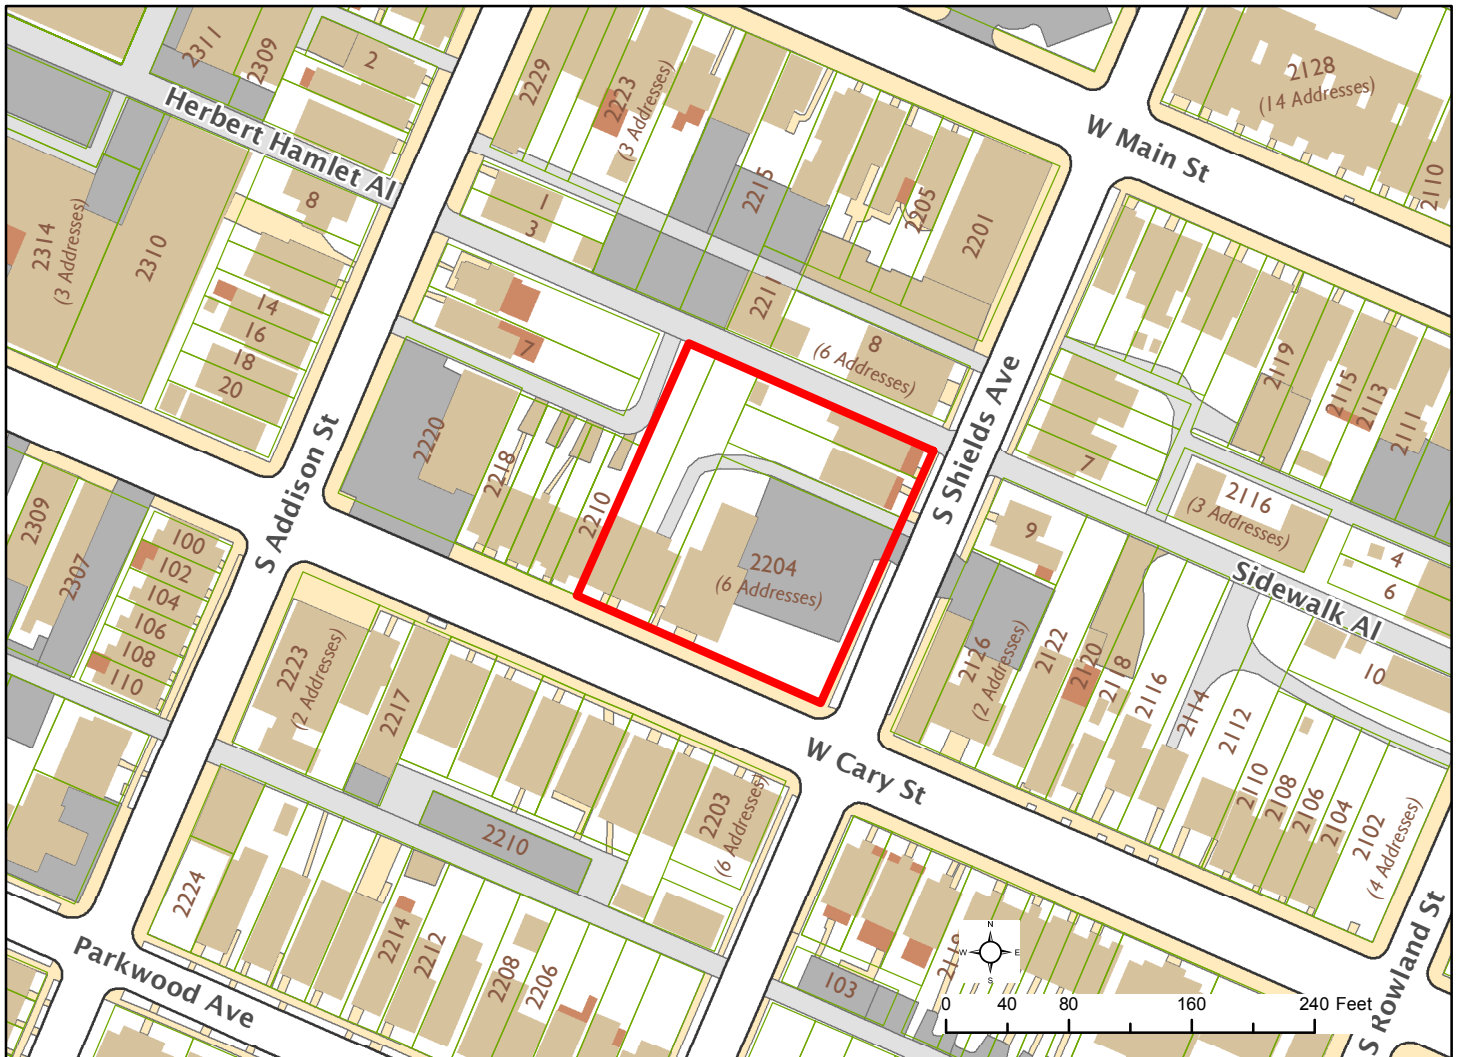 2311
2309
2
2229
2223
(3 Addresses)
2128
(14 Addresses)
W Main St
Herbert Hamlet Al
2110
8
1
3
2215
2205
2201
2314
(3 Addresses)
2310
14
16
18
20
7
2211
8
(6 Addresses)
S Shields Ave
2119
2115
2113
2111
7
2220
2218
2210
S Addison St
2116
(3 Addresses)
9
4
6
Sidewalk Al
10
2309
2307
100
102
104
106
108
110
2204
(6 Addresses)
2126
(2 Addresses)
2122
2120
2118
2116
2114
2112
2110
2108
2106
2104
2102
(4 Addresses)
2223
(2 Addresses)
2217
W Cary St
2203
(6 Addresses)
2210
2224
2214
2212
2208
2206
Parkwood Ave
103
N
W
E
S
0 40 80 160 240 Feet
S Rowland St